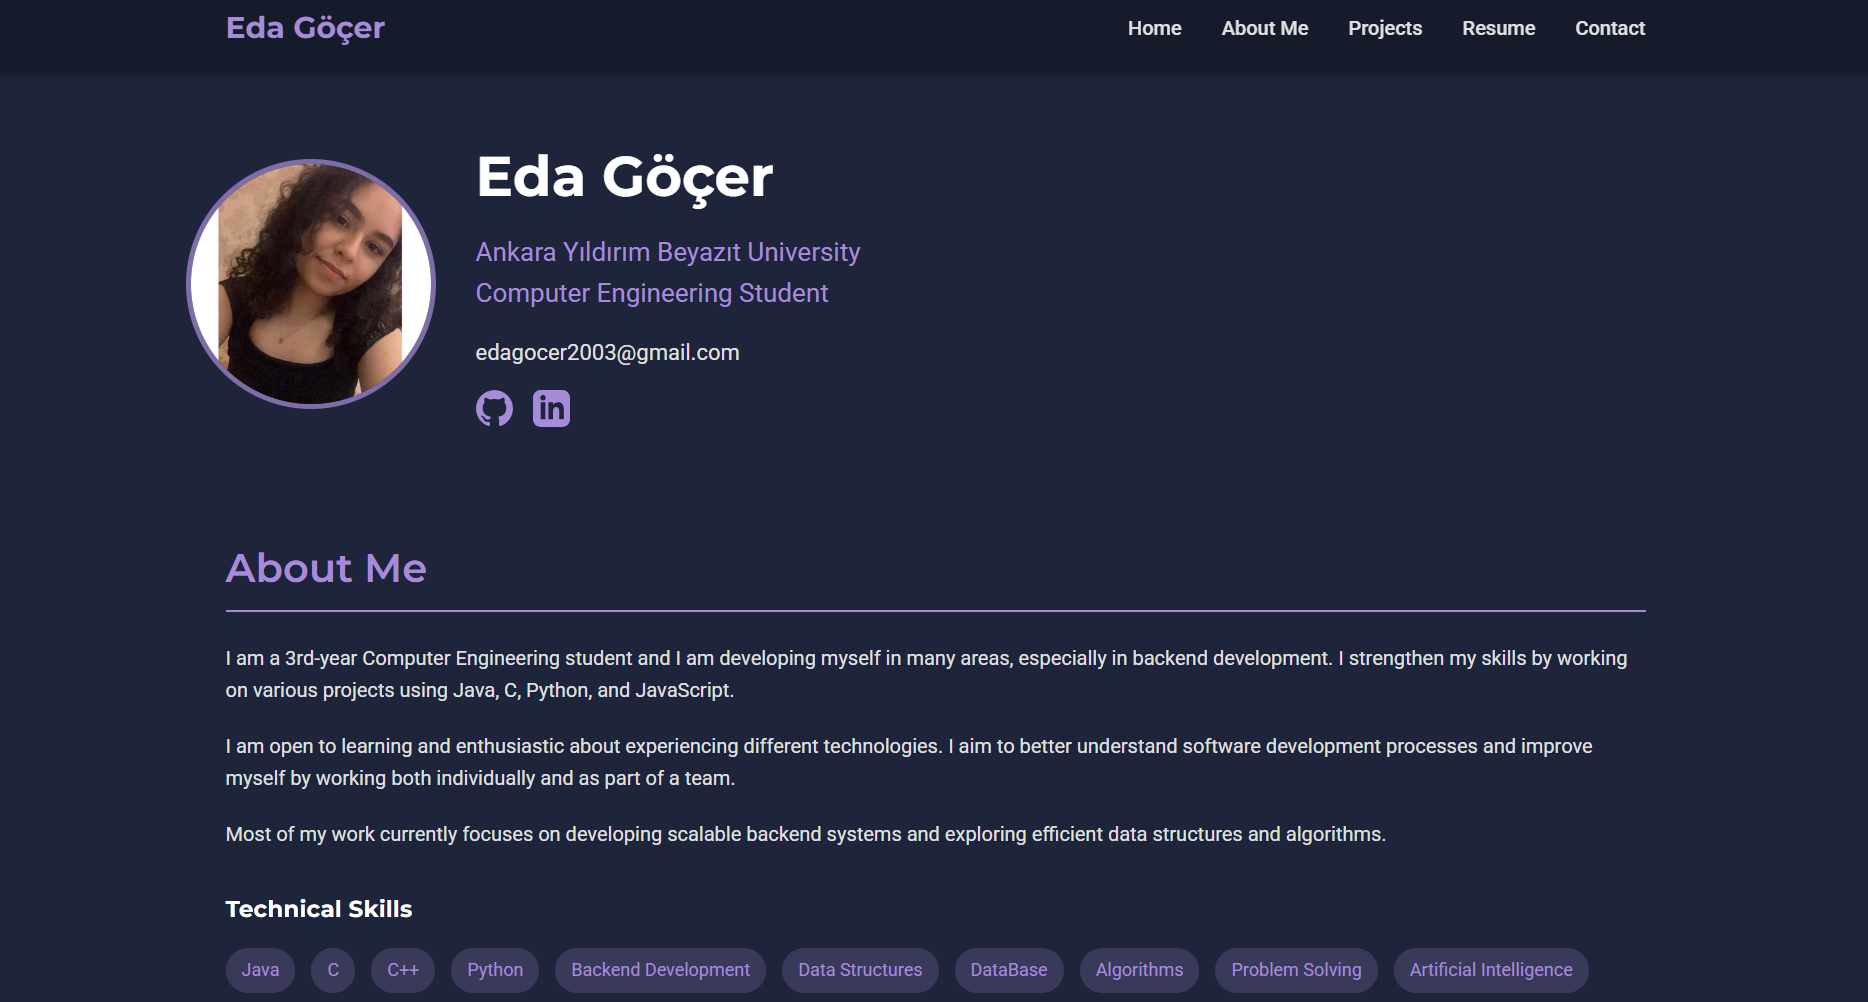 Eda Göçer
Home About Me Projects Resume Contact
Eda Göçer
Ankara Yıldırım Beyazıt University
Computer Engineering Student
edagocer2003@gmail.com
in
About Me
I am a 3rd-year Computer Engineering student and I am developing myself in many areas, especially in backend development. I strengthen my skills by working
on various projects using Java, C, Python, and JavaScript.
I am open to learning and enthusiastic about experiencing different technologies. I aim to better understand software development processes and improve
myself by working both individually and as part of a team.
Most of my work currently focuses on developing scalable backend systems and exploring efficient data structures and algorithms.
Technical Skills
Java C C++ Python Backend Development Data Structures DataBase Algorithms Problem Solving Artificial Intelligence